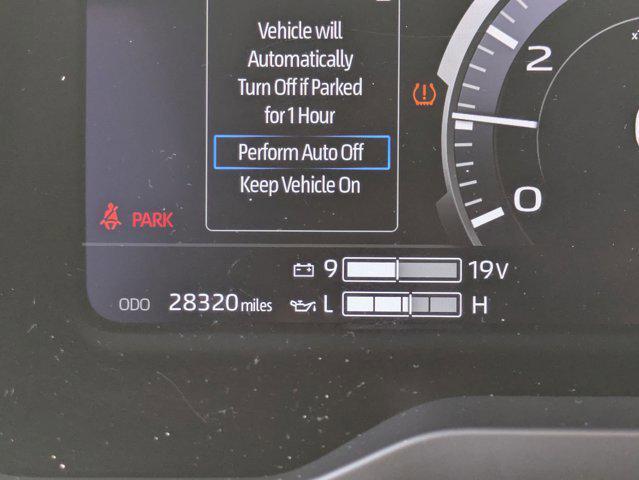 Vehicle will
Automatically
Turn Off if Parked
for 1 Hour
Perform Auto Off
Keep Vehicle On
2
0
PARK
9 19V
ODO 28320 miles L H